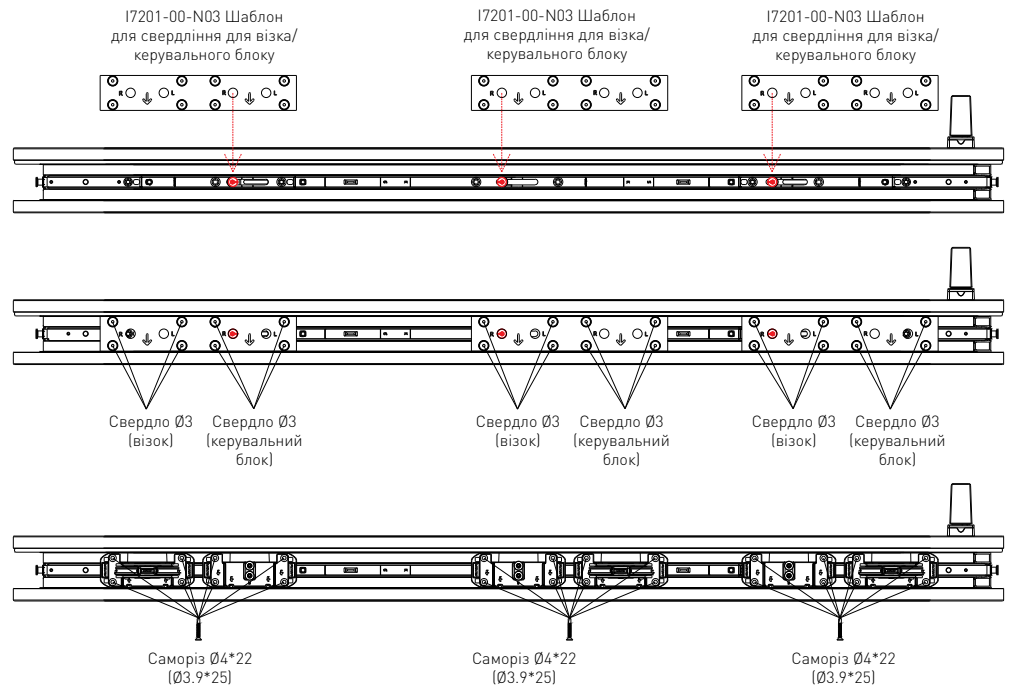 I7201-00-N03 Шаблон
для свердління для візка/
керувального блоку
I7201-00-N03 Шаблон
для свердління для візка/
керувального блоку
I7201-00-N03 Шаблон
для свердління для візка/
керувального блоку
R L R L
R L R L
R L R L
R L R L
R L R L
R L R L
Свердло Ø3
(візок)
Свердло Ø3
(керувальний
блок)
Свердло Ø3
(візок)
Свердло Ø3
(керувальний
блок)
Свердло Ø3
(візок)
Свердло Ø3
(керувальний
блок)
Саморіз Ø4*22
(Ø3.9*25)
Саморіз Ø4*22
(Ø3.9*25)
Саморіз Ø4*22
(Ø3.9*25)